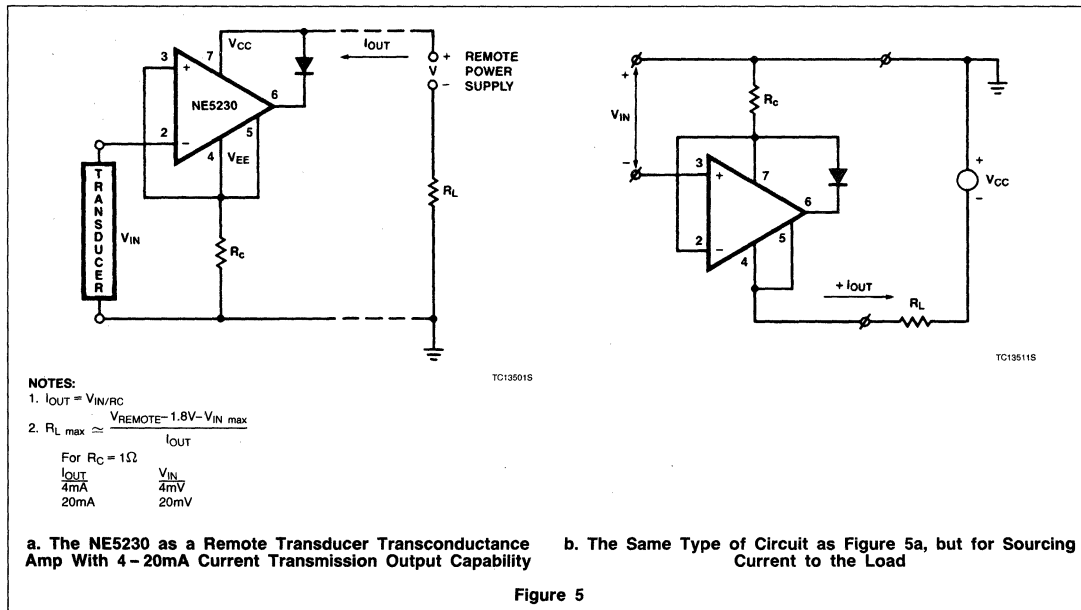 VCC
7
3
+
NE5230
6
5
2
−
4
VEE
IOUT
+ REMOTE
V POWER
− SUPPLY
RL
TRANSDUCER
VIN
Rc
TC13501S
+
VIN
−
Rc
3
+
7
6
5
2
−
4
+
VCC
−
+ IOUT
RL
TC13511S
NOTES:
1. IOUT = VIN/RC
2. RL max ≃ VREMOTE− 1.8V− VIN max
IOUT
For RC = 1Ω
IOUT VIN
4mA 4mV
20mA 20mV
a. The NE5230 as a Remote Transducer Transconductance
Amp With 4 – 20mA Current Transmission Output Capability
b. The Same Type of Circuit as Figure 5a, but for Sourcing
Current to the Load
Figure 5